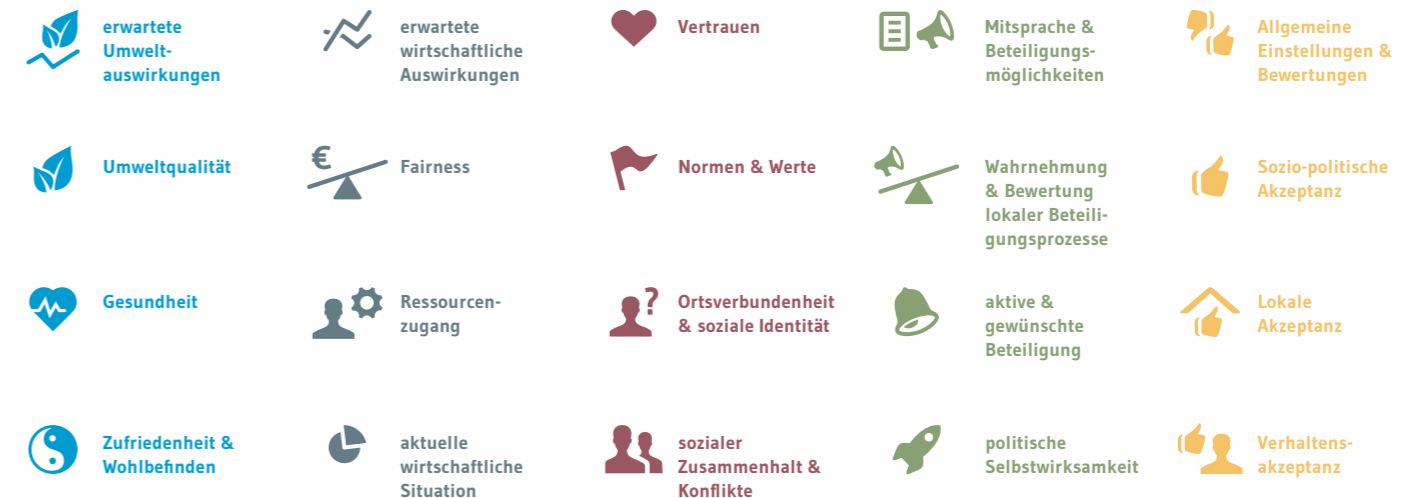 erwartete
Umwelt-
auswirkungen
erwartete
wirtschaftliche
Auswirkungen
Vertrauen
Mitsprache &
Beteiligungs-
möglichkeiten
Allgemeine
Einstellungen &
Bewertungen
Umweltqualität
€
Fairness
Normen & Werte
Wahrnehmung
& Bewertung
lokaler Beteili-
gungsprozesse
Sozio-politische
Akzeptanz
Gesundheit
Ressourcen-
zugang
?
Ortsverbundenheit
& soziale Identität
aktive &
gewünschte
Beteiligung
Lokale
Akzeptanz
Zufriedenheit &
Wohlbefinden
aktuelle
wirtschaftliche
Situation
sozialer
Zusammenhalt &
Konflikte
politische
Selbstwirksamkeit
Verhaltens-
akzeptanz